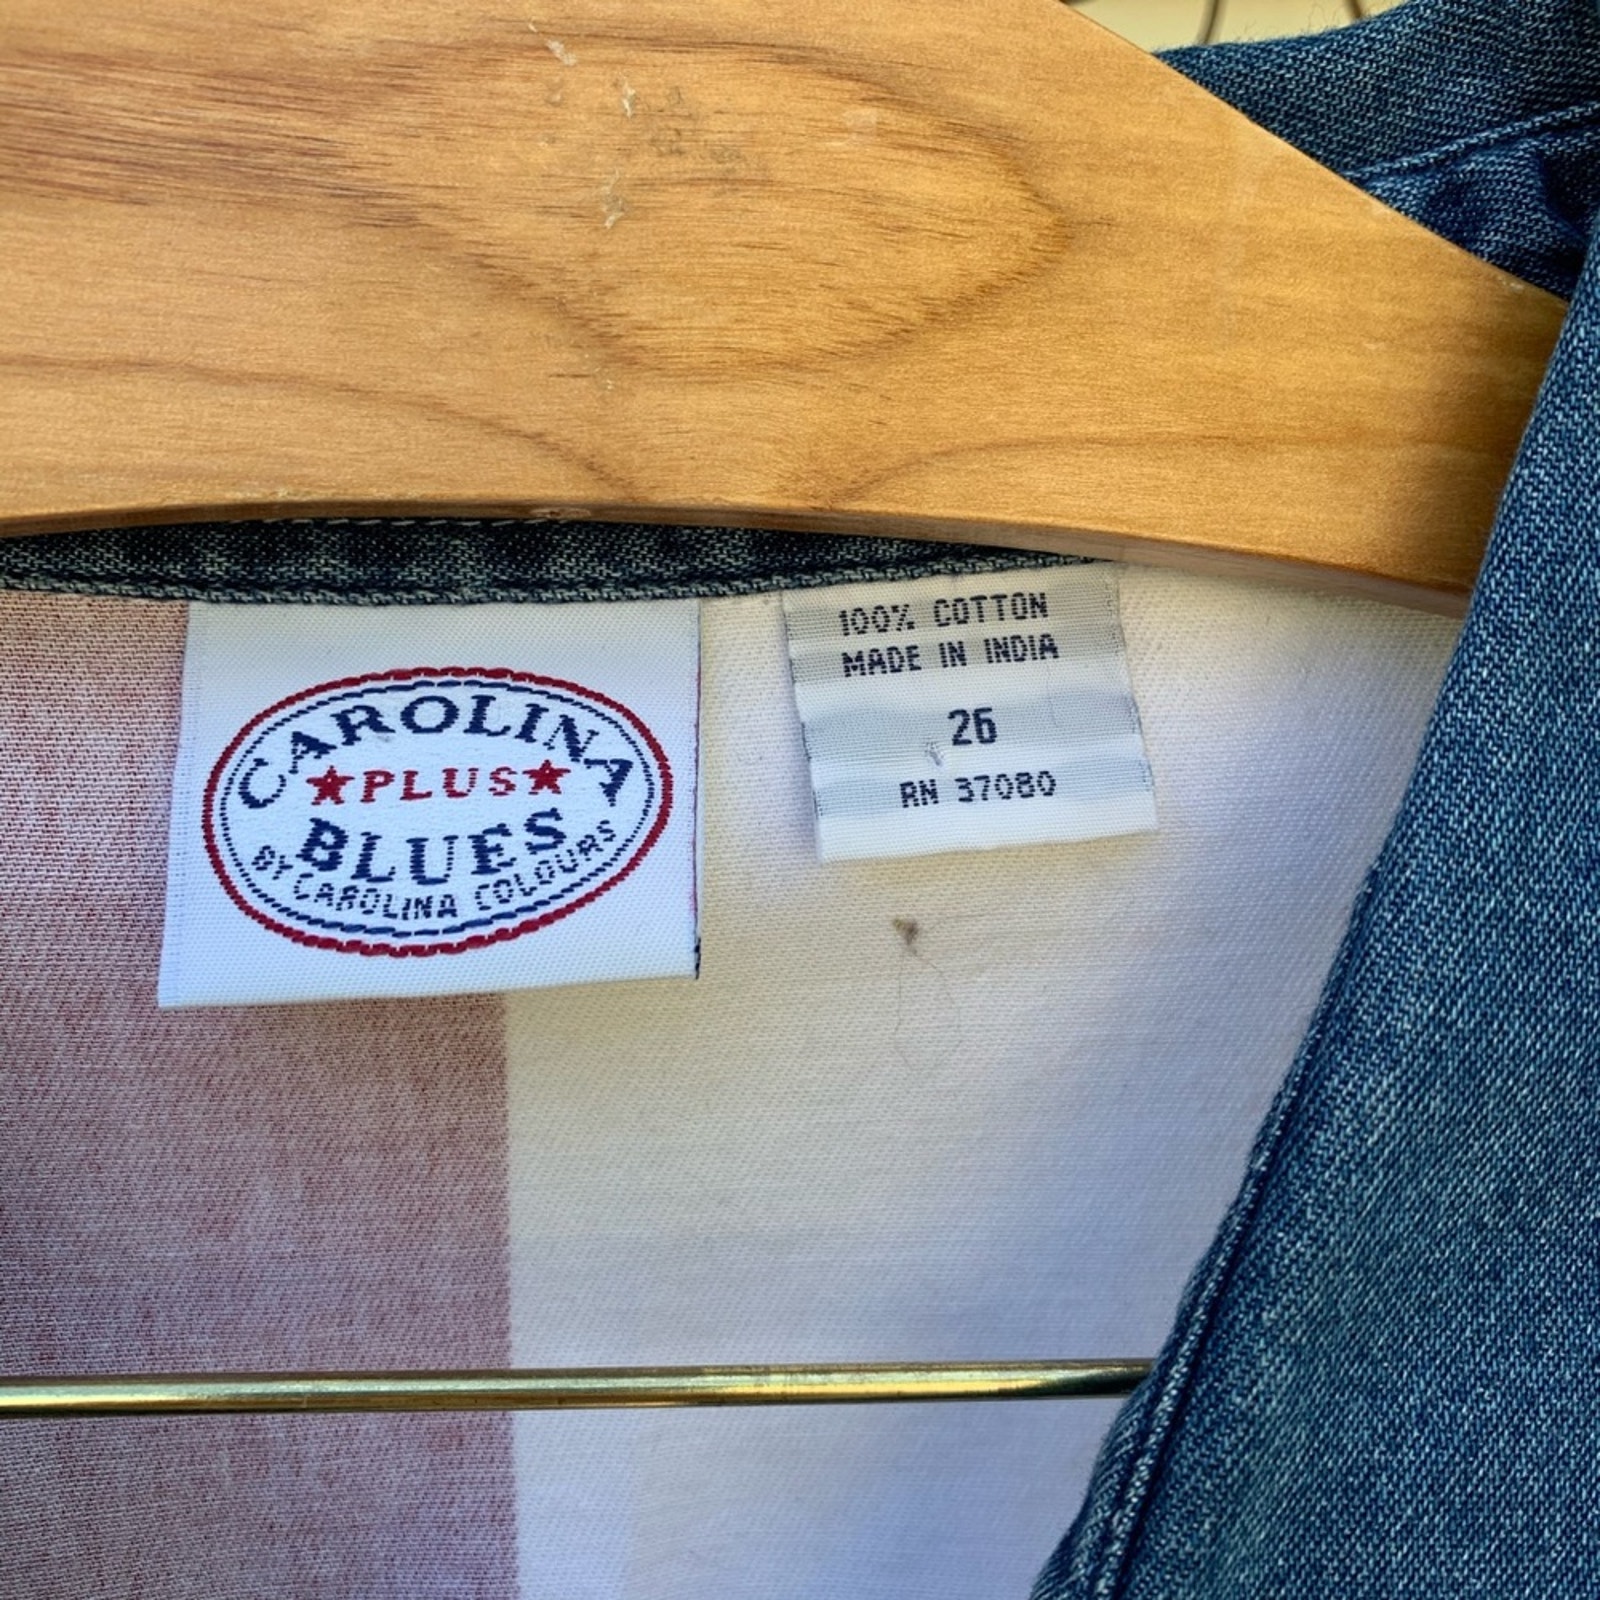 CAROLINA
★PLUS★
BLUES
BY CAROLINA COLOURS
100% COTTON
MADE IN INDIA
26
RN 37080